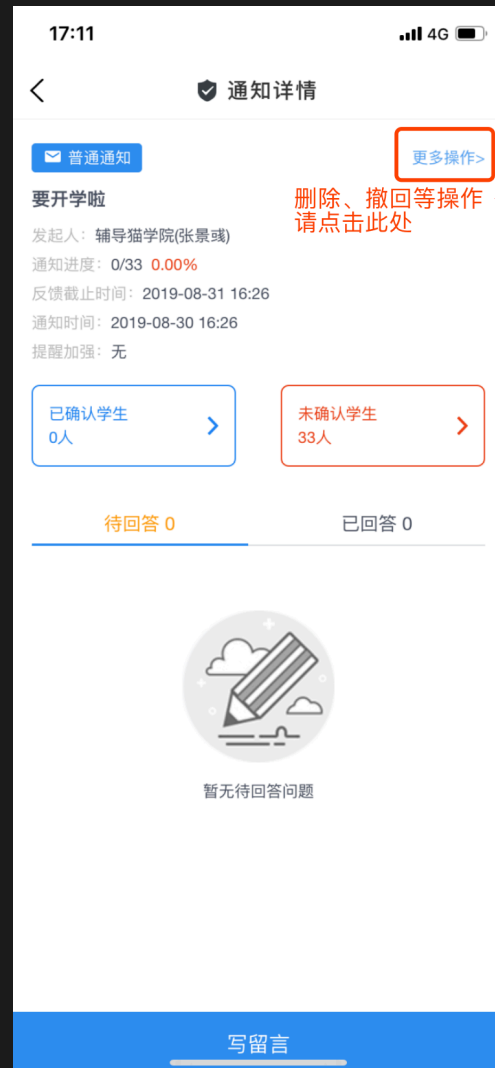 17:11
4G
通知详情
普通通知
更多操作>
要开学啦
删除、撤回等操作
请点击此处
发起人：辅导猫学院(张景彧)
通知进度：0/33 0.00%
反馈截止时间：2019-08-31 16:26
通知时间：2019-08-30 16:26
提醒加强：无
已确认学生
0人
未确认学生
33人
待回答 0
已回答 0
暂无待回答问题
写留言